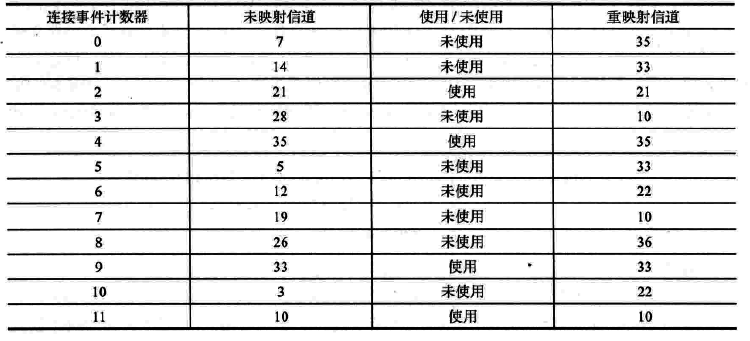 连接事件计数器 未映射信道 使用/未使用 重映射信道
0 7 未使用 35
1 14 未使用 33
2 21 使用 21
3 28 未使用 10
4 35 使用 35
5 5 未使用 33
6 12 未使用 22
7 19 未使用 10
8 26 未使用 36
9 33 使用 33
10 3 未使用 22
11 10 使用 10